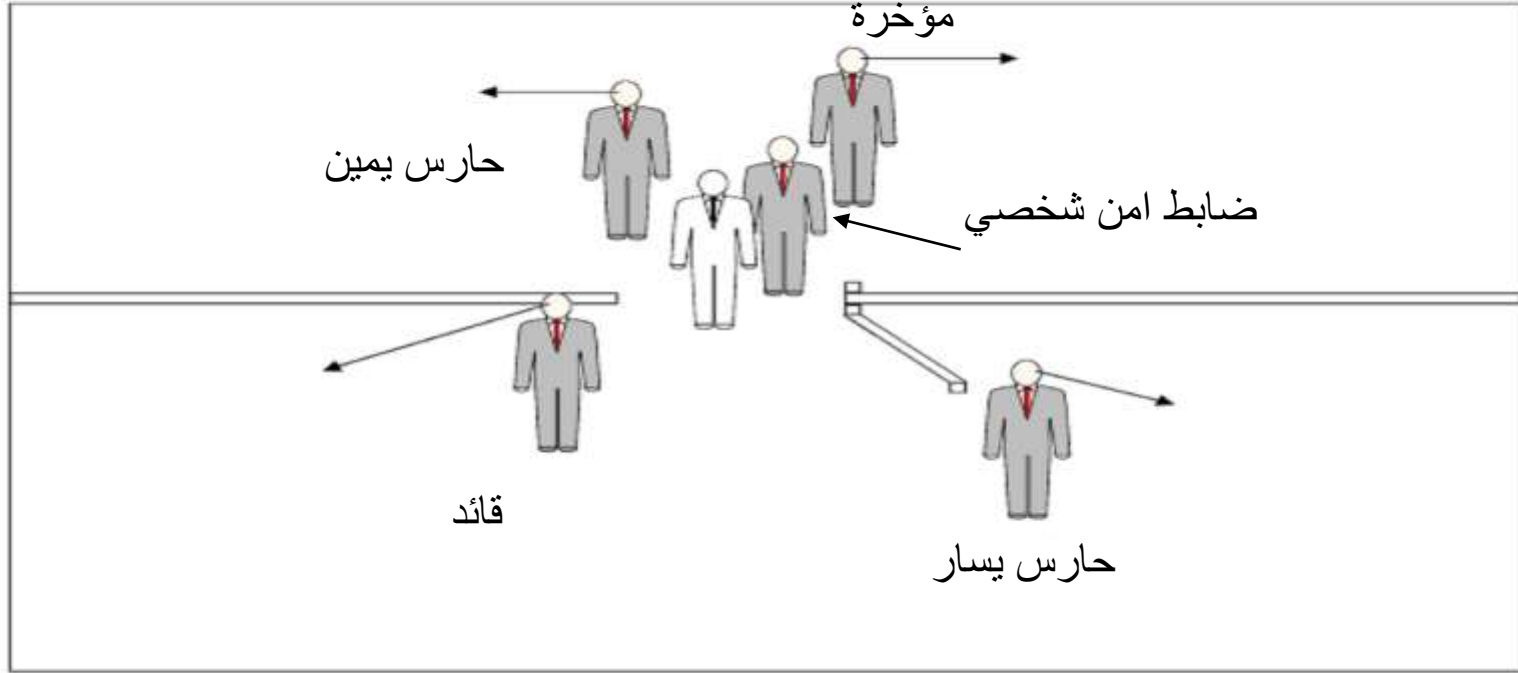 مؤخرة
حارس يمين
ضابط امن شخصي
قائد
حارس يسار